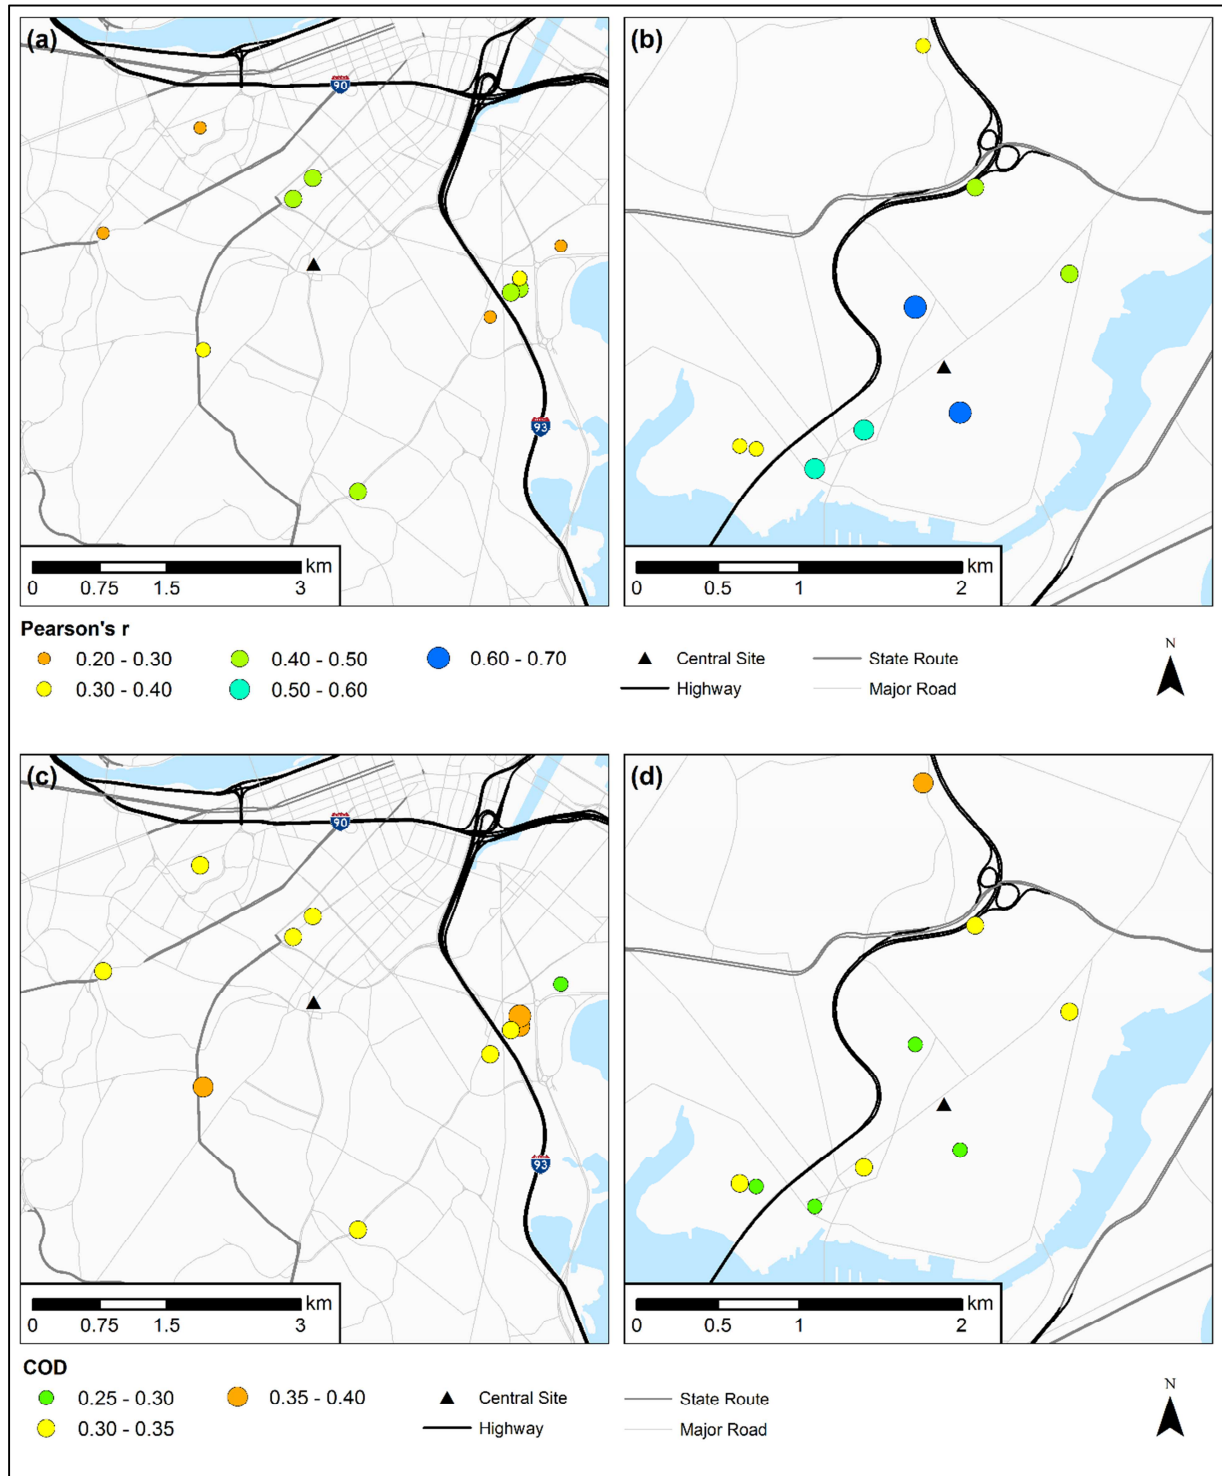 (a)
(b)
90
93
km
0 0.75 1.5 3
km
0 0.5 1 2
Pearson's r
0.20 - 0.30
0.40 - 0.50
0.60 - 0.70
Central Site
State Route
0.30 - 0.40
0.50 - 0.60
Highway
Major Road
N
(c)
(d)
90
93
km
0 0.75 1.5 3
km
0 0.5 1 2
COD
0.25 - 0.30
0.35 - 0.40
Central Site
State Route
0.30 - 0.35
Highway
Major Road
N